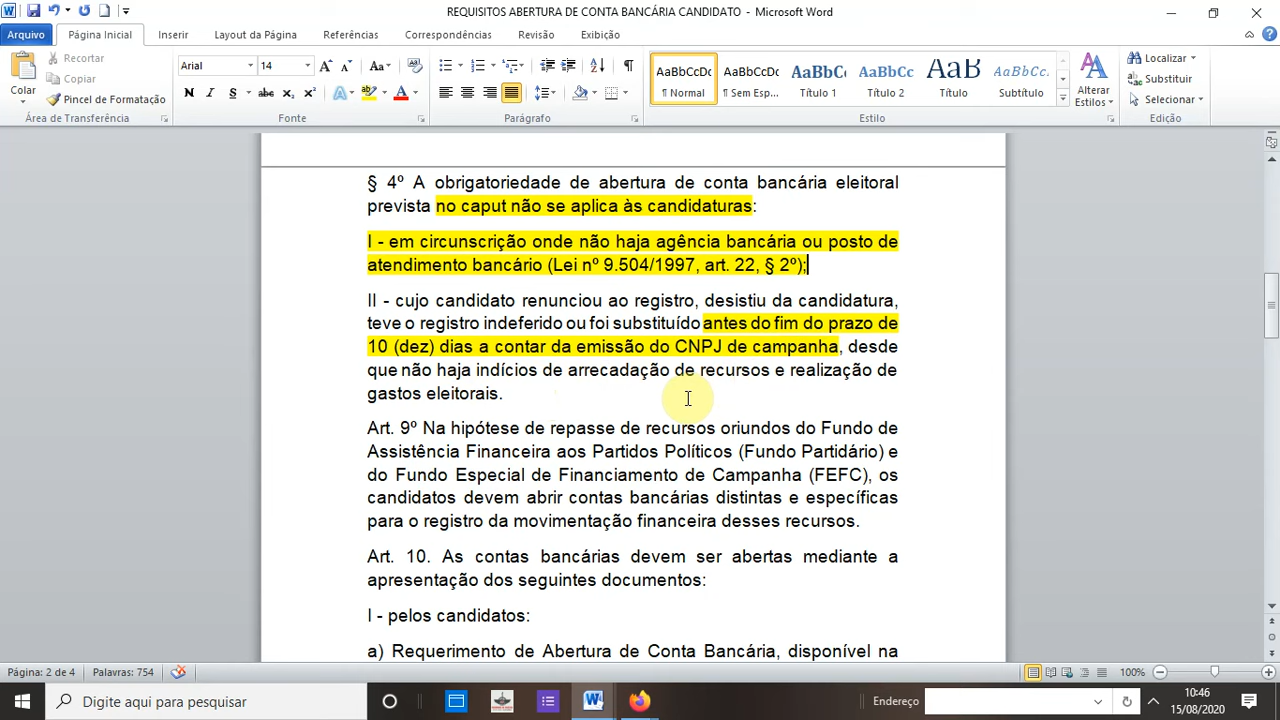 REQUISITOS ABERTURA DE CONTA BANCÁRIA CANDIDATO - Microsoft Word
Arquivo Página Inicial Inserir Layout da Página Referências Correspondências Revisão Exibição
Colar
Recortar
Copiar
Pincel de Formatação
Área de Transferência
Arial 14
N I S abc X₂ X²
Fonte
Parágrafo
AaBbCcDc AaBbCcDc AaBbCc AaBbCc AaB AaBbCc.
¶ Normal ¶ Sem Esp... Título 1 Título 2 Título Subtítulo
Alterar Estilos
Estilo
Localizar
Substituir
Selecionar
Edição
§ 4º A obrigatoriedade de abertura de conta bancária eleitoral
prevista no caput não se aplica às candidaturas:
I - em circunscrição onde não haja agência bancária ou posto de
atendimento bancário (Lei nº 9.504/1997, art. 22, § 2º);
II - cujo candidato renunciou ao registro, desistiu da candidatura,
teve o registro indeferido ou foi substituído antes do fim do prazo de
10 (dez) dias a contar da emissão do CNPJ de campanha, desde
que não haja indícios de arrecadação de recursos e realização de
gastos eleitorais.
Art. 9º Na hipótese de repasse de recursos oriundos do Fundo de
Assistência Financeira aos Partidos Políticos (Fundo Partidário) e
do Fundo Especial de Financiamento de Campanha (FEFC), os
candidatos devem abrir contas bancárias distintas e específicas
para o registro da movimentação financeira desses recursos.
Art. 10. As contas bancárias devem ser abertas mediante a
apresentação dos seguintes documentos:
I - pelos candidatos:
a) Requerimento de Abertura de Conta Bancária, disponível na
Página: 2 de 4 Palavras: 754 100%
Digite aqui para pesquisar
Endereço
10:46
15/08/2020